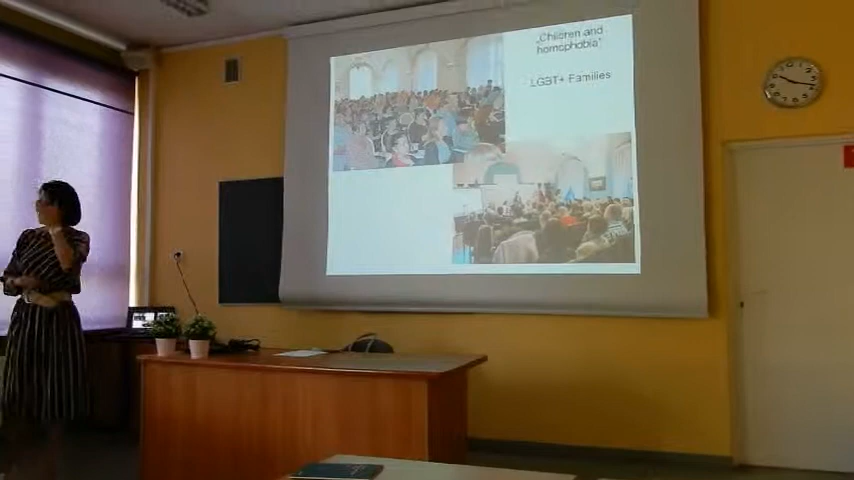 „Children and
homophobia”
LGBT+ Families